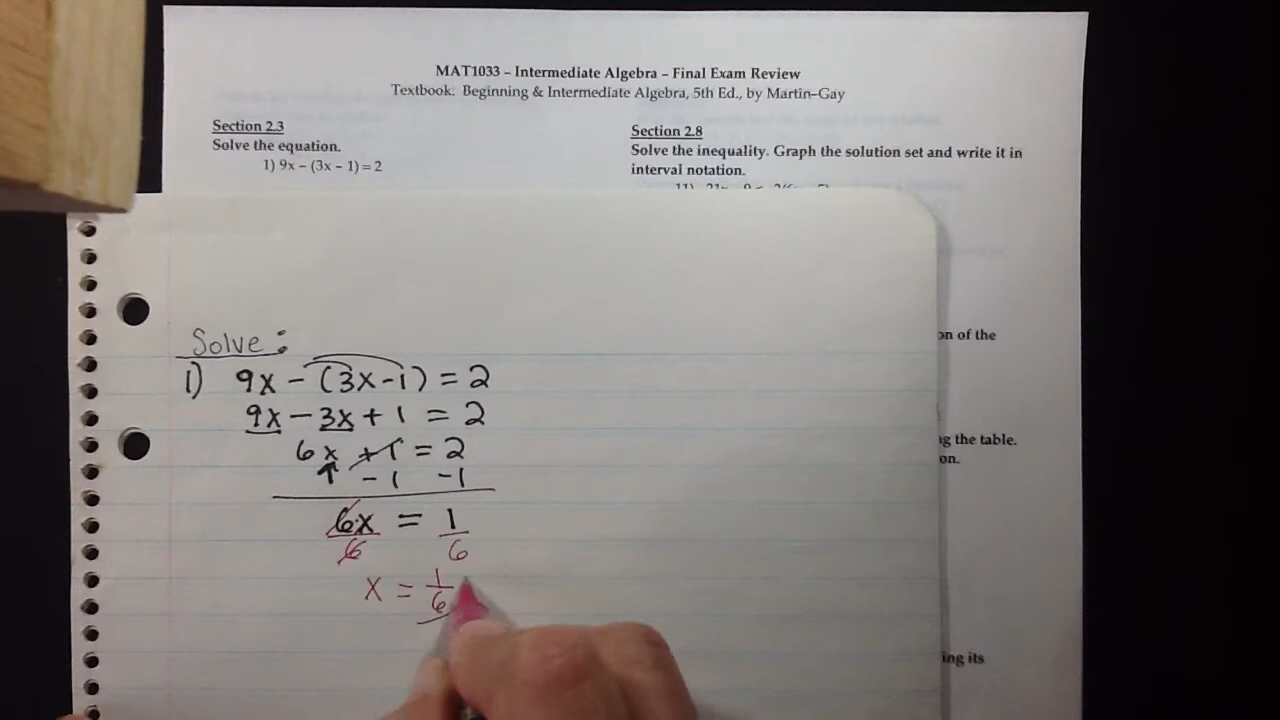 MAT1033 – Intermediate Algebra – Final Exam Review
Textbook: Beginning & Intermediate Algebra, 5th Ed., by Martin–Gay
Section 2.3
Solve the equation.
1) 9x – (3x – 1) = 2
Section 2.8
Solve the inequality. Graph the solution set and write it in
interval notation.
on of the
the table.
on.
ing its
Solve:
1) 9x - (3x-1) = 2
9x - 3x + 1 = 2
6x + 1 = 2
- 1 -1
6x = 1
6 6
x = 1/6